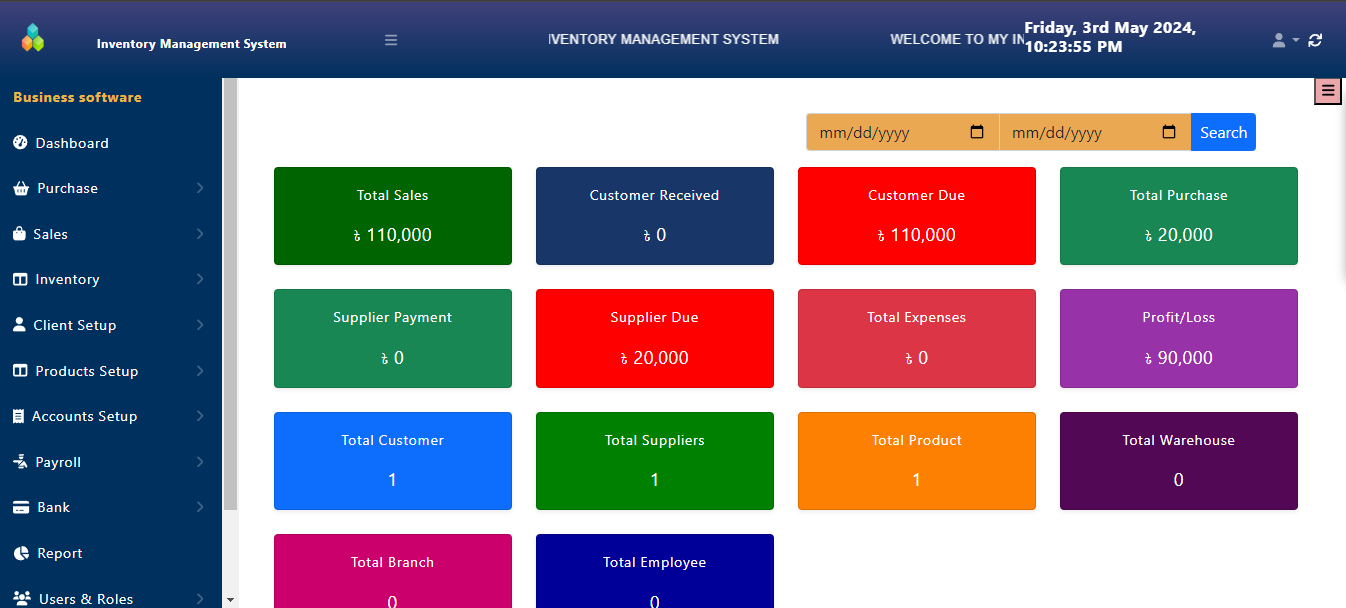 Inventory Management System
IVENTORY MANAGEMENT SYSTEM
WELCOME TO MY IN
Friday, 3rd May 2024,
10:23:55 PM
Business software
Dashboard
Purchase
Sales
Inventory
Client Setup
Products Setup
Accounts Setup
Payroll
Bank
Report
Users & Roles
mm/dd/yyyy
mm/dd/yyyy
Search
Total Sales
৳ 110,000
Customer Received
৳ 0
Customer Due
৳ 110,000
Total Purchase
৳ 20,000
Supplier Payment
৳ 0
Supplier Due
৳ 20,000
Total Expenses
৳ 0
Profit/Loss
৳ 90,000
Total Customer
1
Total Suppliers
1
Total Product
1
Total Warehouse
0
Total Branch
0
Total Employee
0